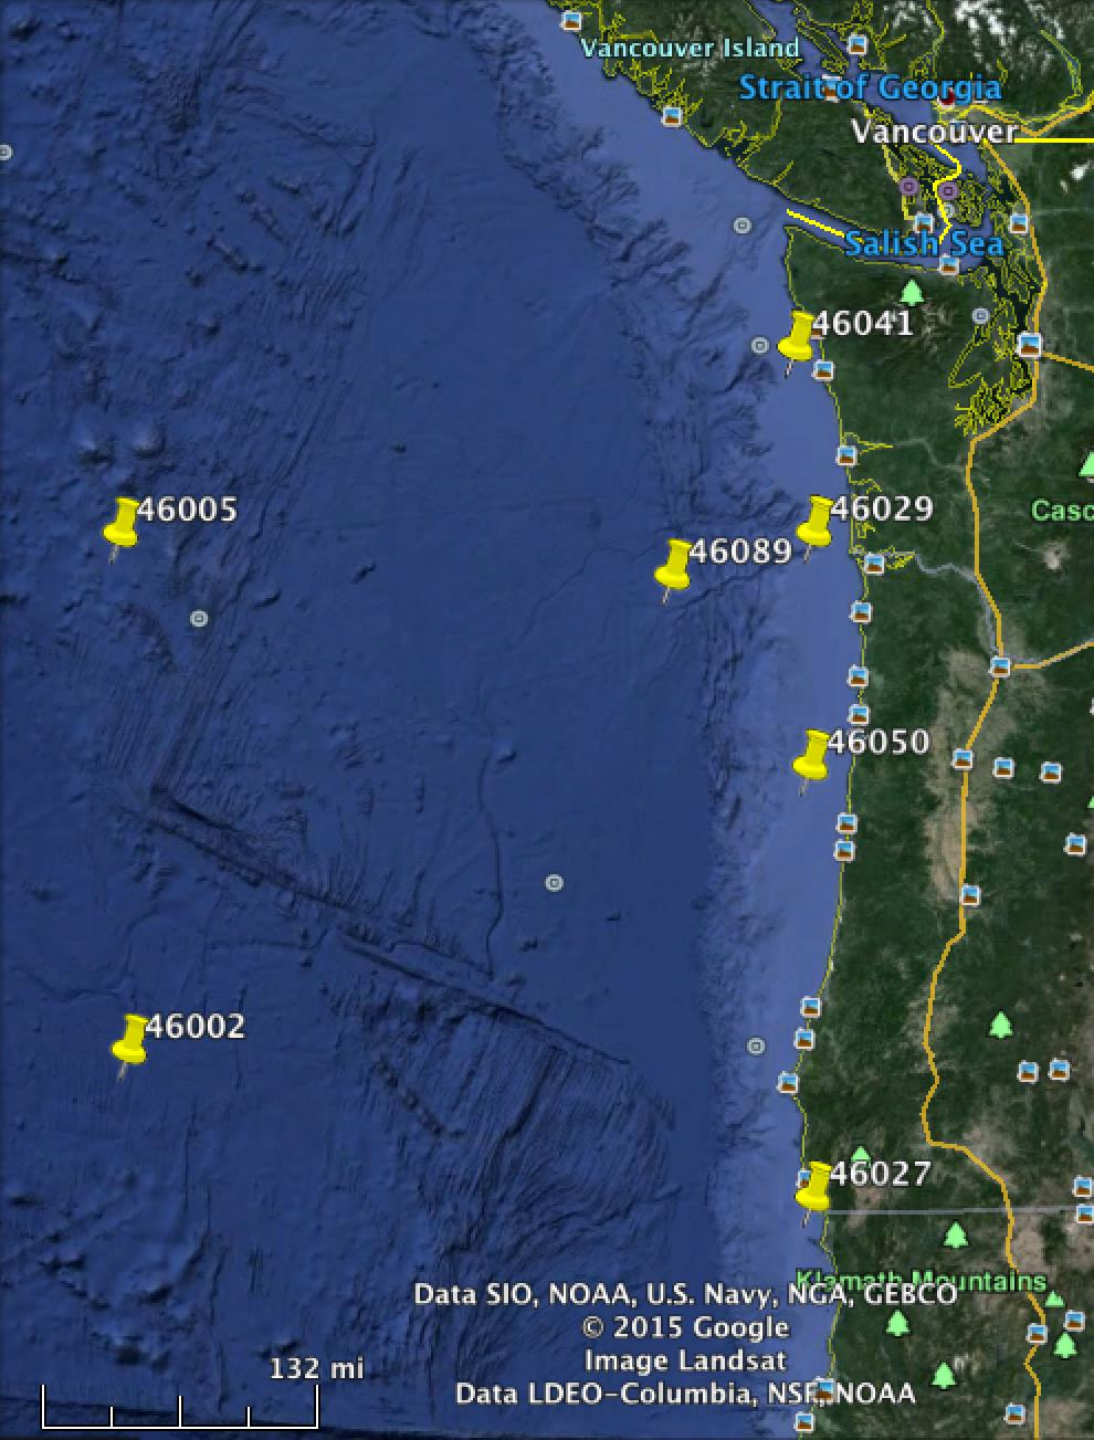 Vancouver Island
Strait of Georgia
Vancouver
Salish Sea
46041
46005
46029
Casc
46089
46050
46002
46027
Klamath Mountains
Data SIO, NOAA, U.S. Navy, NGA, GEBCO
© 2015 Google
Image Landsat
132 mi
Data LDEO-Columbia, NSF, NOAA